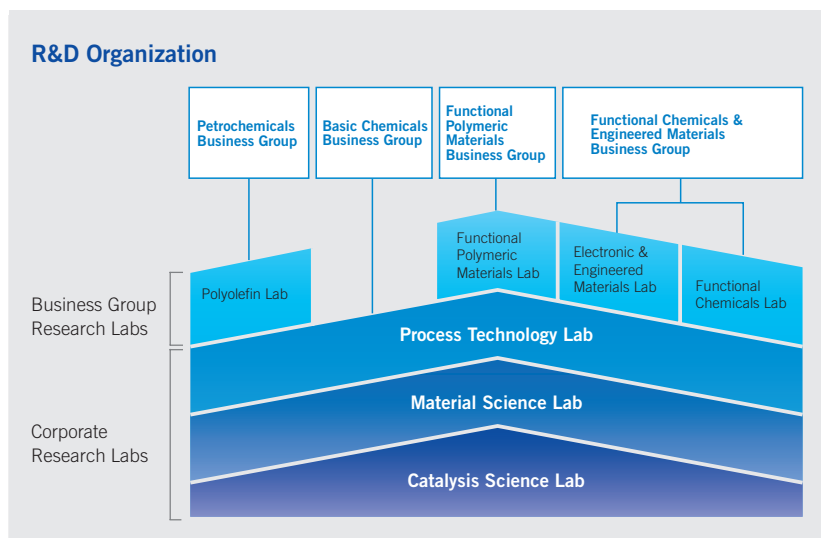 R&D Organization
Petrochemicals
Business Group
Basic Chemicals
Business Group
Functional
Polymeric
Materials
Business Group
Functional Chemicals &
Engineered Materials
Business Group
Polyolefin Lab
Functional
Polymeric
Materials Lab
Electronic &
Engineered
Materials Lab
Functional
Chemicals Lab
Business Group
Research Labs
Process Technology Lab
Material Science Lab
Corporate
Research Labs
Catalysis Science Lab